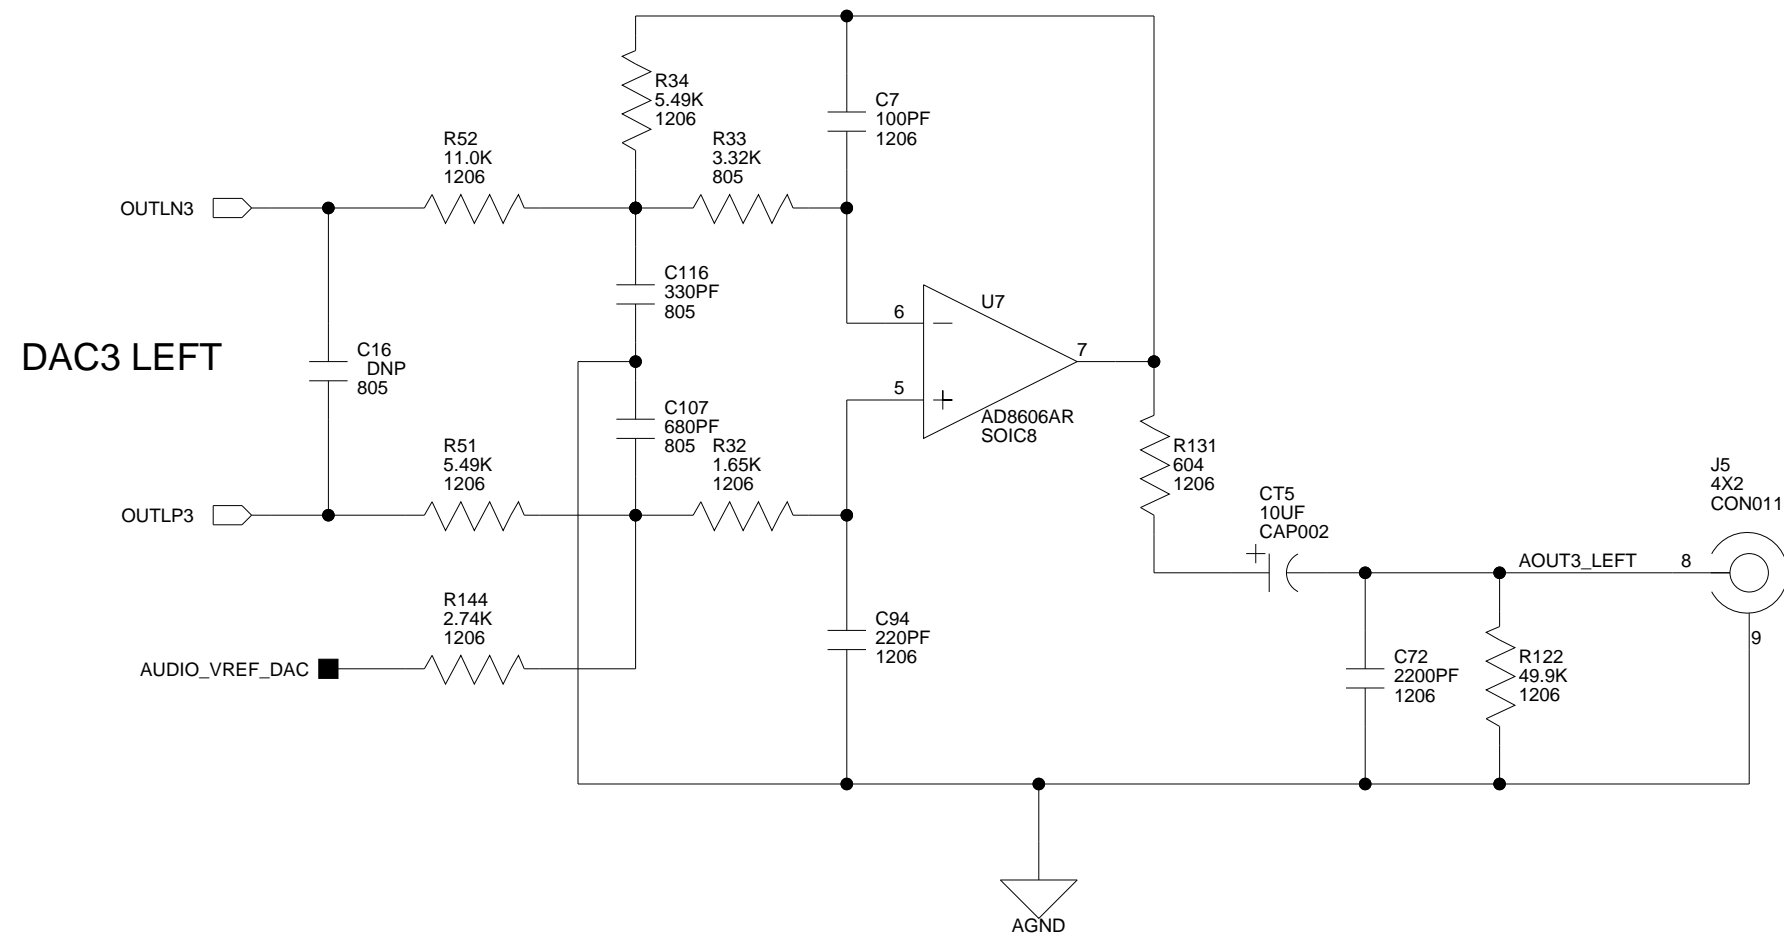 R34
5.49K
1206
C7
100PF
1206
R52
11.0K
1206
R33
3.32K
805
OUTLN3
C116
330PF
805
U7
6
7
5
AD8606AR
SOIC8
DAC3 LEFT
C16
DNP
805
C107
680PF
805
R51
5.49K
1206
R32
1.65K
1206
R131
604
1206
J5
4X2
CON011
OUTLP3
CT5
10UF
CAP002
AOUT3_LEFT
8
9
R144
2.74K
1206
AUDIO_VREF_DAC
C94
220PF
1206
C72
2200PF
1206
R122
49.9K
1206
AGND